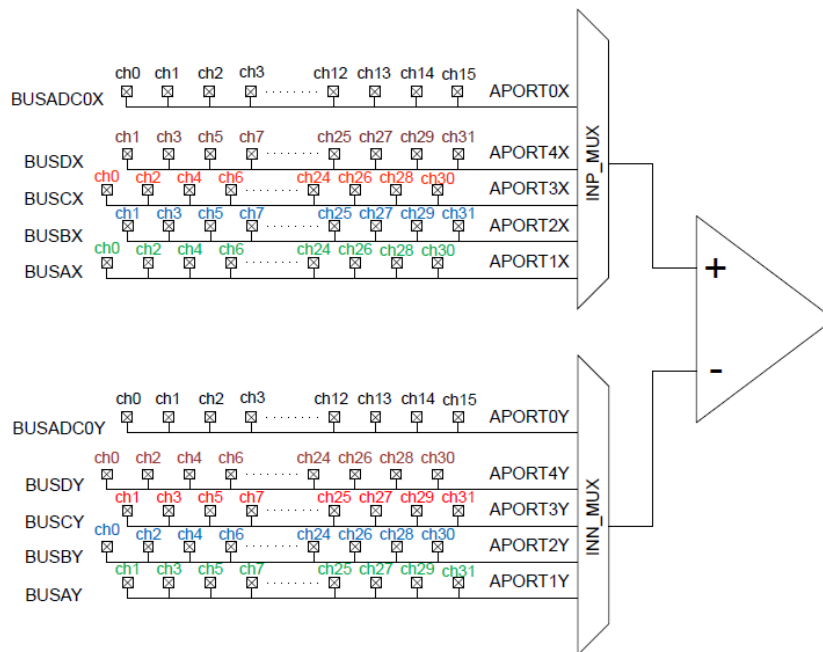 ch0 ch1 ch2 ch3 ch12 ch13 ch14 ch15
BUSADC0X APORT0X
ch1 ch3 ch5 ch7 ch25 ch27 ch29 ch31
BUSDX APORT4X
ch0 ch2 ch4 ch6 ch24 ch26 ch28 ch30
BUSCX APORT3X
ch1 ch3 ch5 ch7 ch25 ch27 ch29 ch31
BUSBX APORT2X
ch0 ch2 ch4 ch6 ch24 ch26 ch28 ch30
BUSAX APORT1X
INP_MUX
+
-
ch0 ch1 ch2 ch3 ch12 ch13 ch14 ch15
BUSADC0Y APORT0Y
ch0 ch2 ch4 ch6 ch24 ch26 ch28 ch30
BUSDY APORT4Y
ch1 ch3 ch5 ch7 ch25 ch27 ch29 ch31
BUSCY APORT3Y
ch0 ch2 ch4 ch6 ch24 ch26 ch28 ch30
BUSBY APORT2Y
ch1 ch3 ch5 ch7 ch25 ch27 ch29 ch31
BUSAY APORT1Y
INN_MUX